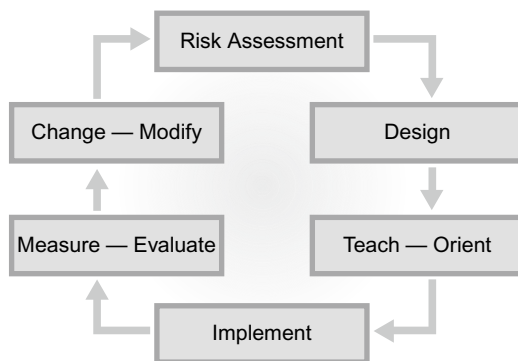 Risk Assessment
Change — Modify
Design
Measure — Evaluate
Teach — Orient
Implement